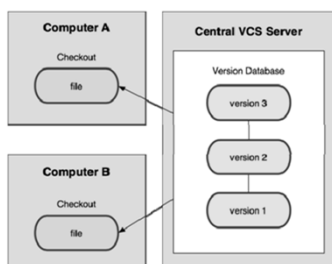 Computer A
Checkout
file
Computer B
Checkout
file
Central VCS Server
Version Database
version 3
version 2
version 1